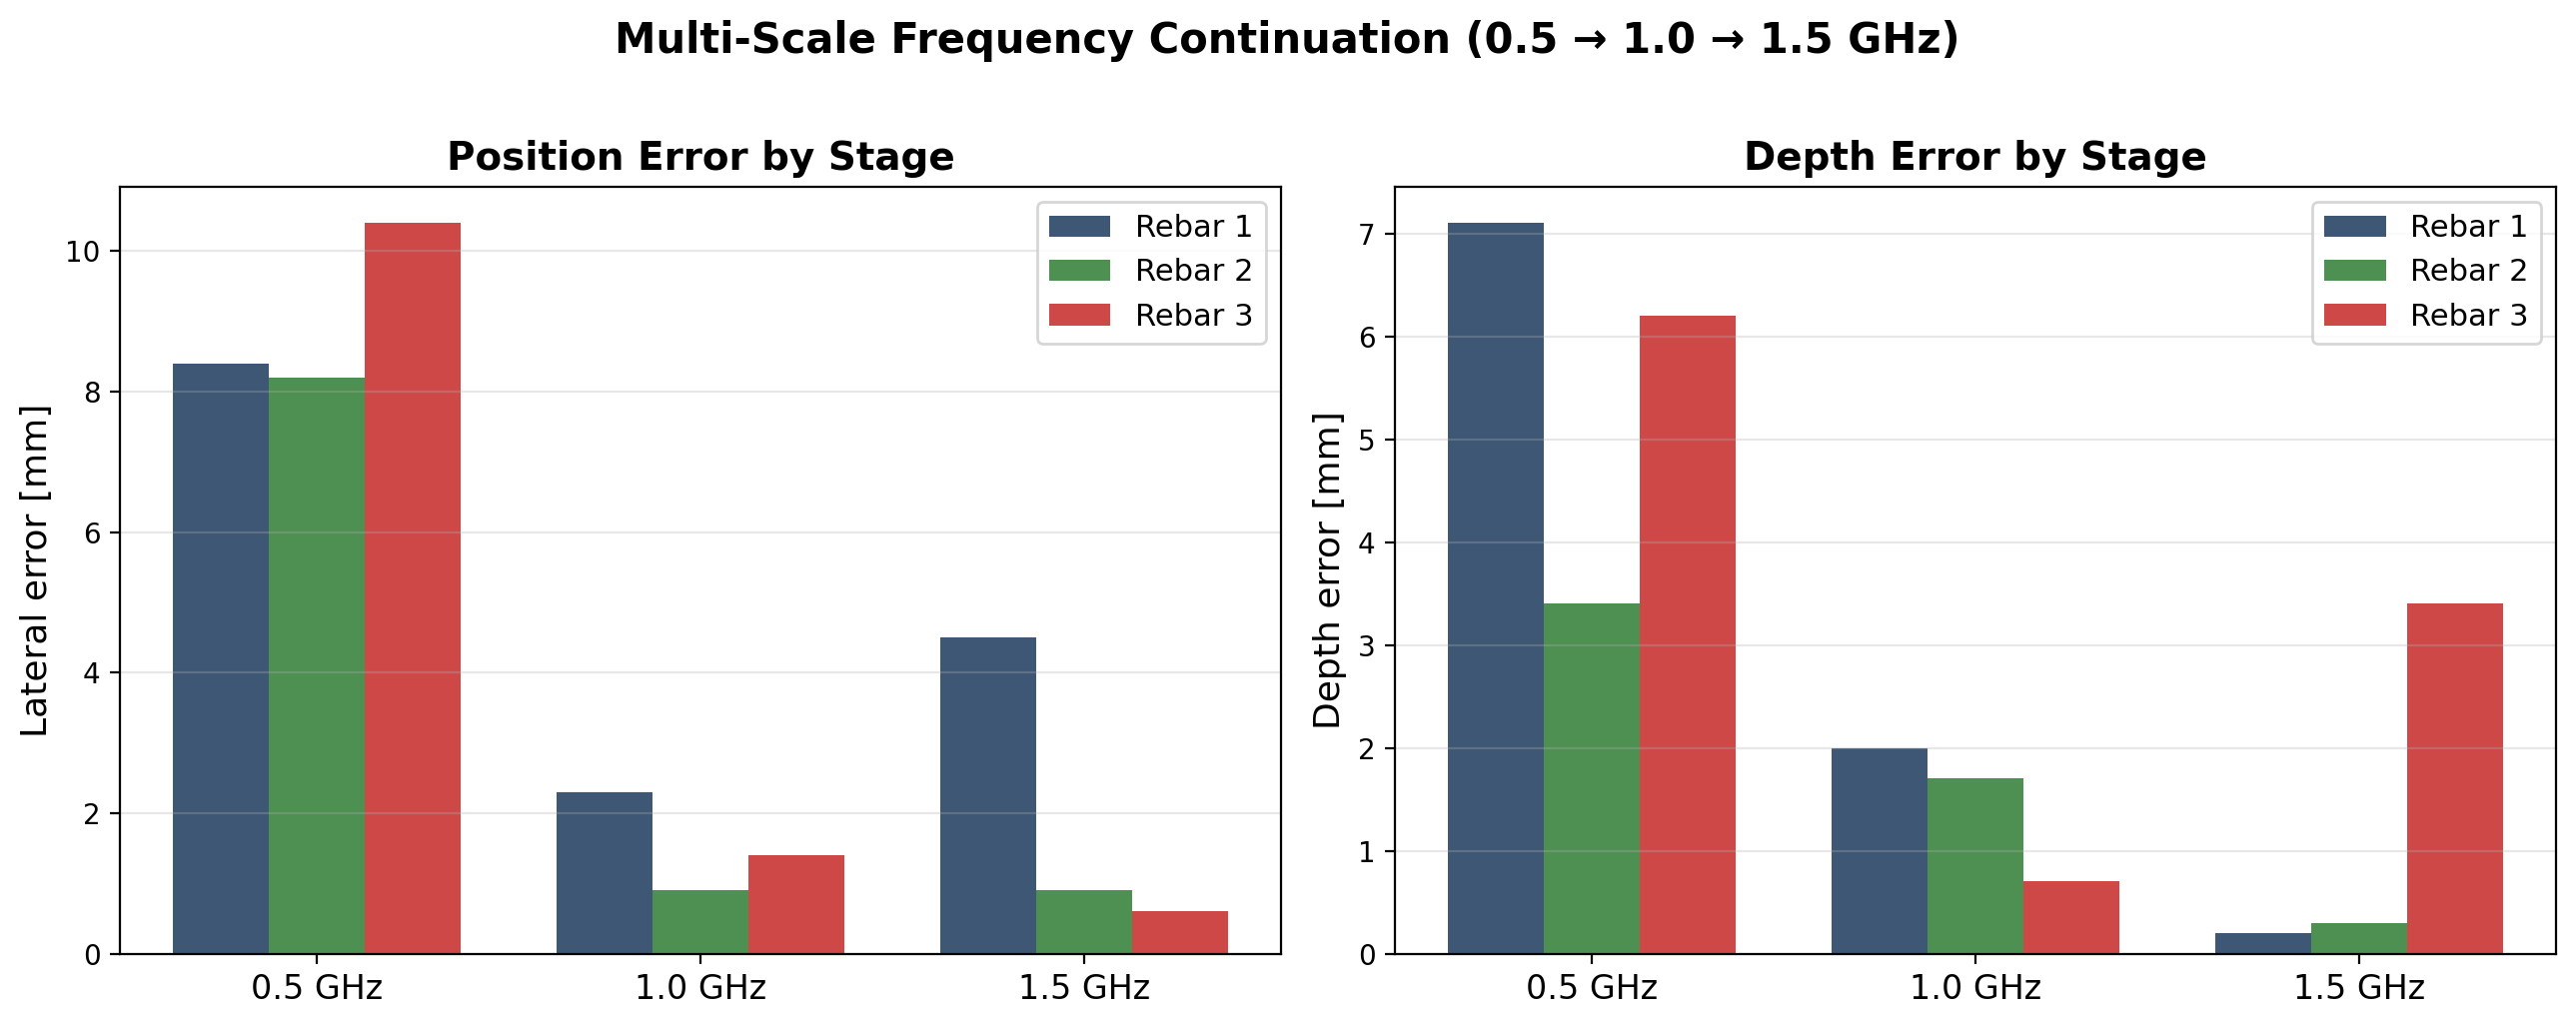 Multi-Scale Frequency Continuation (0.5 → 1.0 → 1.5 GHz)
Position Error by Stage
Lateral error [mm]
10
8
6
4
2
0
Rebar 1
Rebar 2
Rebar 3
0.5 GHz
1.0 GHz
1.5 GHz
Depth Error by Stage
Depth error [mm]
7
6
5
4
3
2
1
0
Rebar 1
Rebar 2
Rebar 3
0.5 GHz
1.0 GHz
1.5 GHz